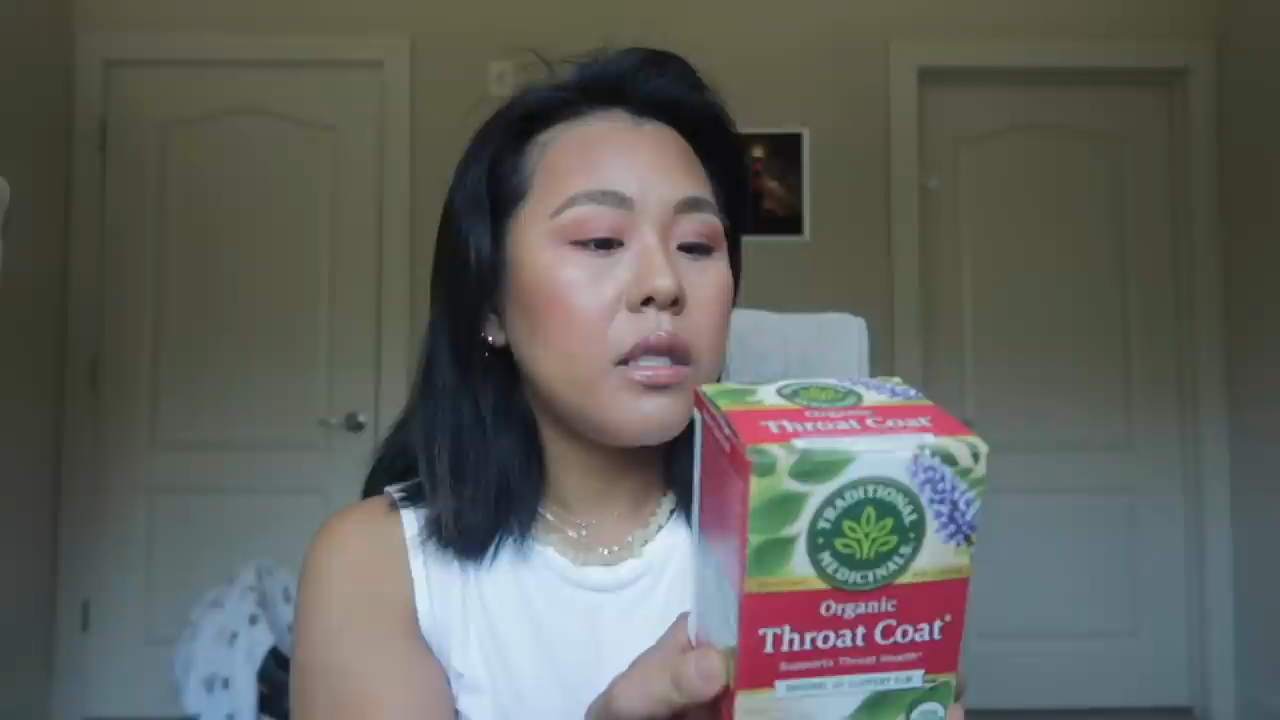 Organic
Throat Coat
TRADITIONAL
MEDICINALS
Organic
Throat Coat*
Supports Throat Health*